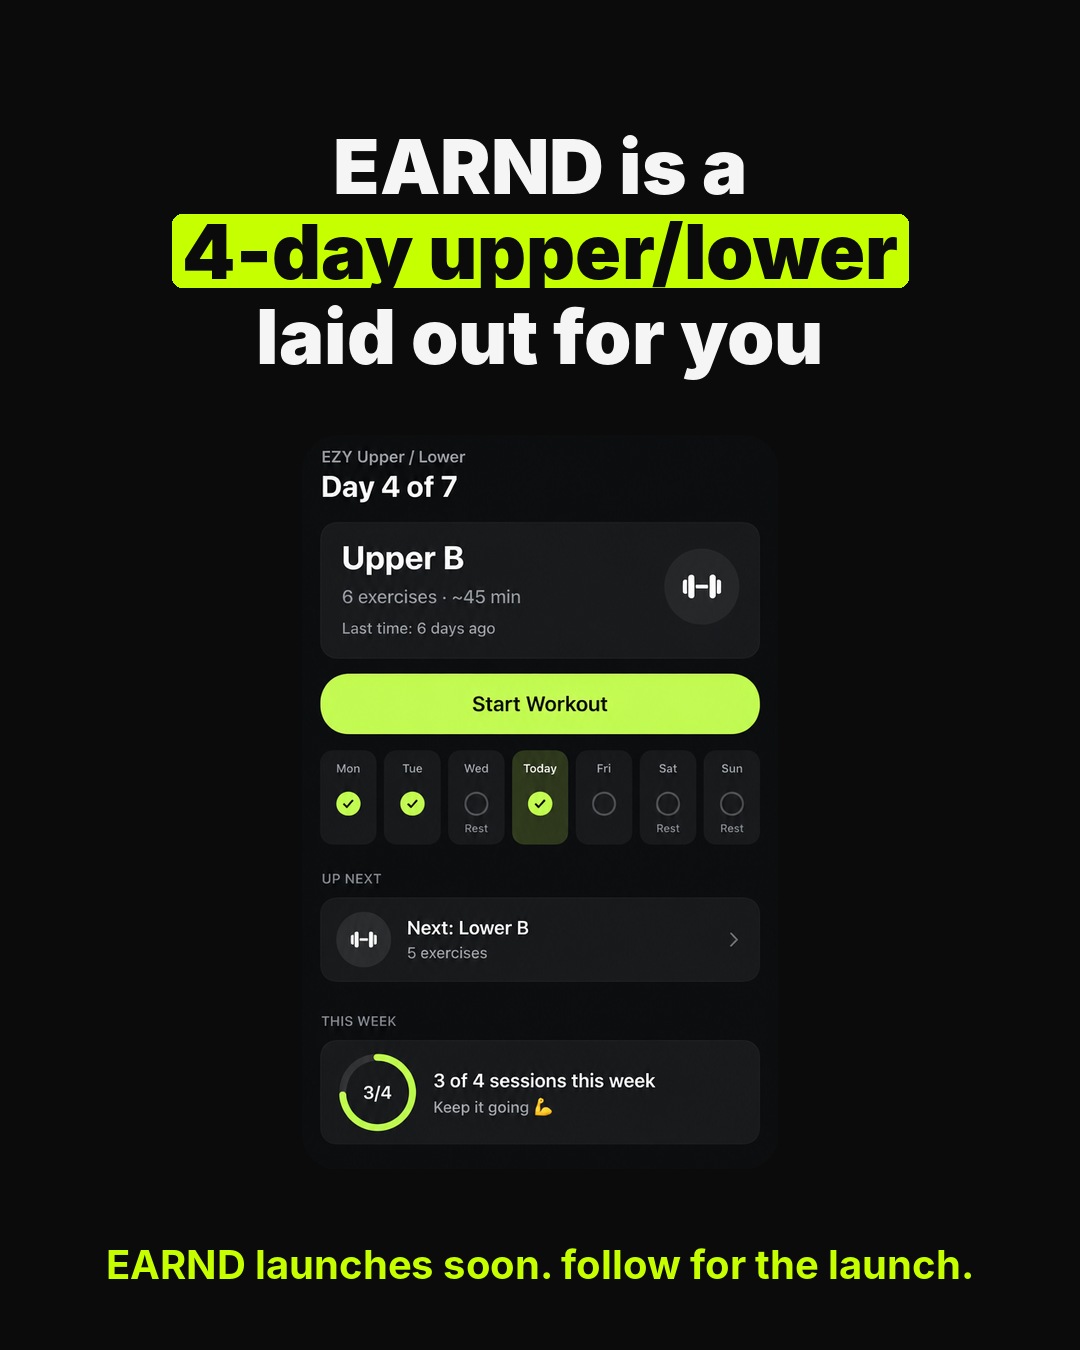 EARND is a
4-day upper/lower
laid out for you
EZY Upper / Lower
Day 4 of 7
Upper B
6 exercises · ~45 min
Last time: 6 days ago
Start Workout
Mon Tue Wed Today Fri Sat Sun
Rest Rest Rest
UP NEXT
Next: Lower B
5 exercises
THIS WEEK
3/4
3 of 4 sessions this week
Keep it going 💪
EARND launches soon. follow for the launch.